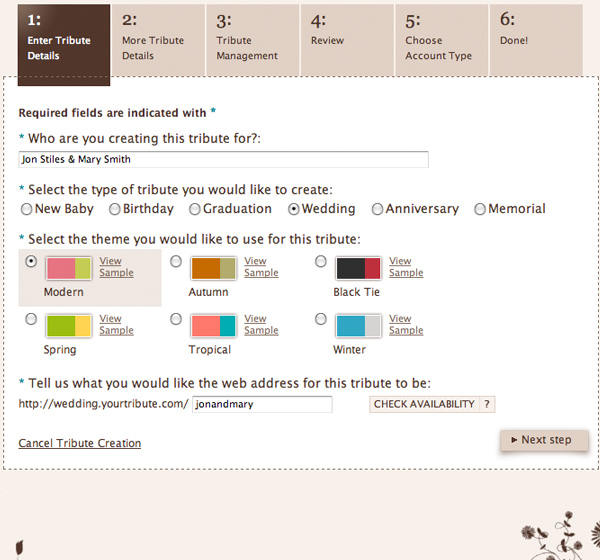 1:
Enter Tribute
Details
2:
More Tribute
Details
3:
Tribute
Management
4:
Review
5:
Choose
Account Type
6:
Done!
Required fields are indicated with *
* Who are you creating this tribute for?:
Jon Stiles & Mary Smith
* Select the type of tribute you would like to create:
New Baby Birthday Graduation Wedding Anniversary Memorial
* Select the theme you would like to use for this tribute:
View
Sample
Modern
View
Sample
Autumn
View
Sample
Black Tie
View
Sample
Spring
View
Sample
Tropical
View
Sample
Winter
* Tell us what you would like the web address for this tribute to be:
http://wedding.yourtribute.com/ jonandmary CHECK AVAILABILITY ?
Cancel Tribute Creation
Next step